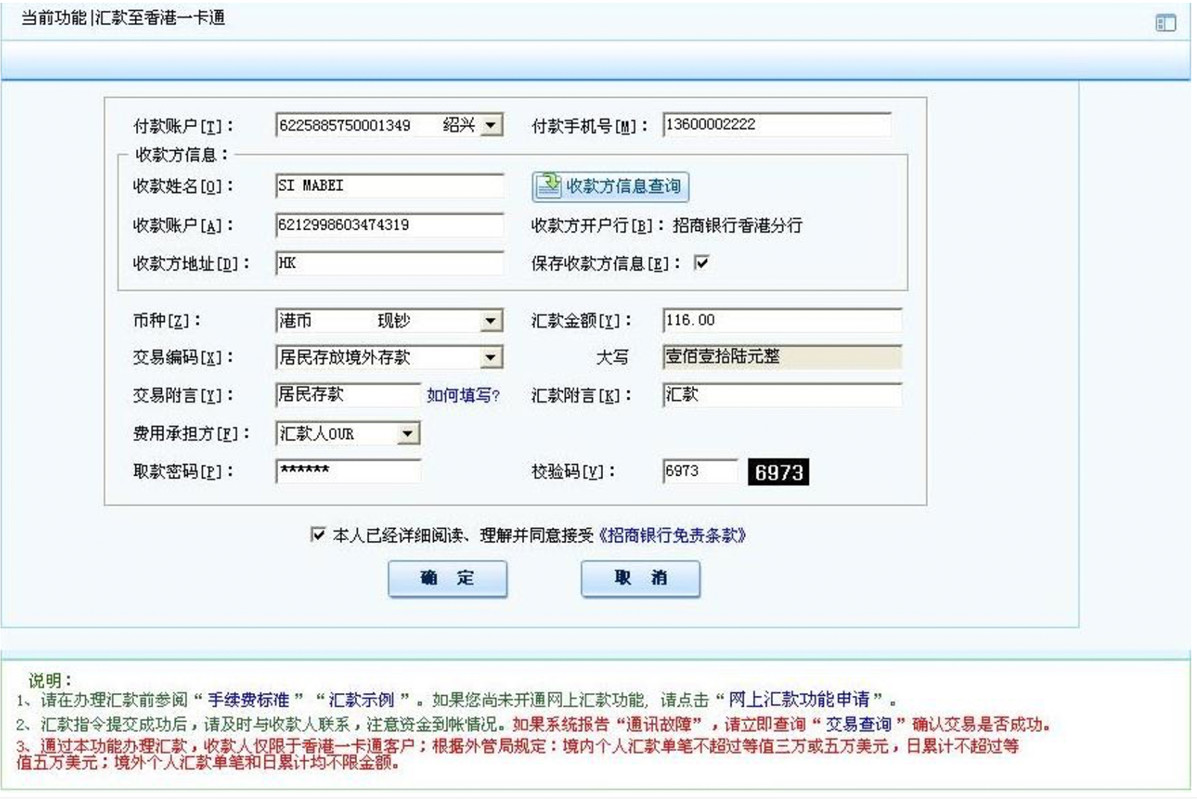 当前功能|汇款至香港一卡通
付款账户[T]： 6225885750001349 绍兴 付款手机号[M]： 13600002222
收款方信息：
收款姓名[O]： SI MABEI 收款方信息查询
收款账户[A]： 6212998603474319 收款方开户行[B]：招商银行香港分行
收款方地址[D]： HK 保存收款方信息[E]：
币种[Z]： 港币 现钞 汇款金额[Y]： 116.00
交易编码[X]： 居民存放境外存款 大写 壹佰壹拾陆元整
交易附言[Y]： 居民存款 如何填写? 汇款附言[K]： 汇款
费用承担方[F]： 汇款人OUR
取款密码[P]： ****** 校验码[V]： 6973 6973
本人已经详细阅读、理解并同意接受《招商银行免责条款》
确 定 取 消
说明：
1、请在办理汇款前参阅“手续费标准”“汇款示例”。如果您尚未开通网上汇款功能, 请点击“网上汇款功能申请”。
2、汇款指令提交成功后，请及时与收款人联系，注意资金到帐情况。如果系统报告“通讯故障”，请立即查询“交易查询”确认交易是否成功。
3、通过本功能办理汇款，收款人仅限于香港一卡通客户；根据外管局规定：境内个人汇款单笔不超过等值三万或五万美元，日累计不超过等
值五万美元；境外个人汇款单笔和日累计均不限金额。